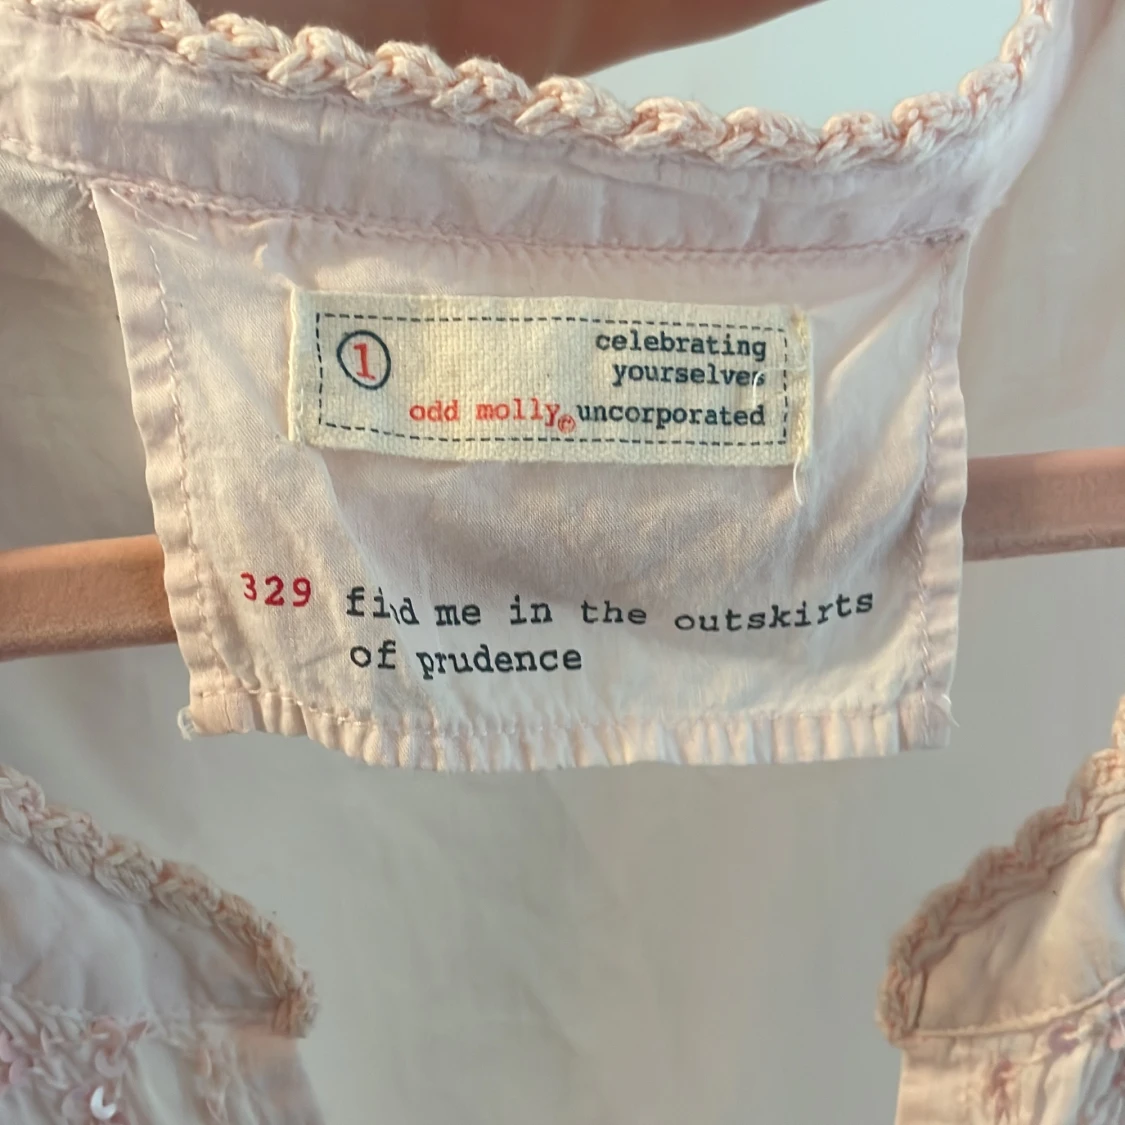 1
celebrating
yourselves
odd molly© uncorporated
329 find me in the outskirts
of prudence